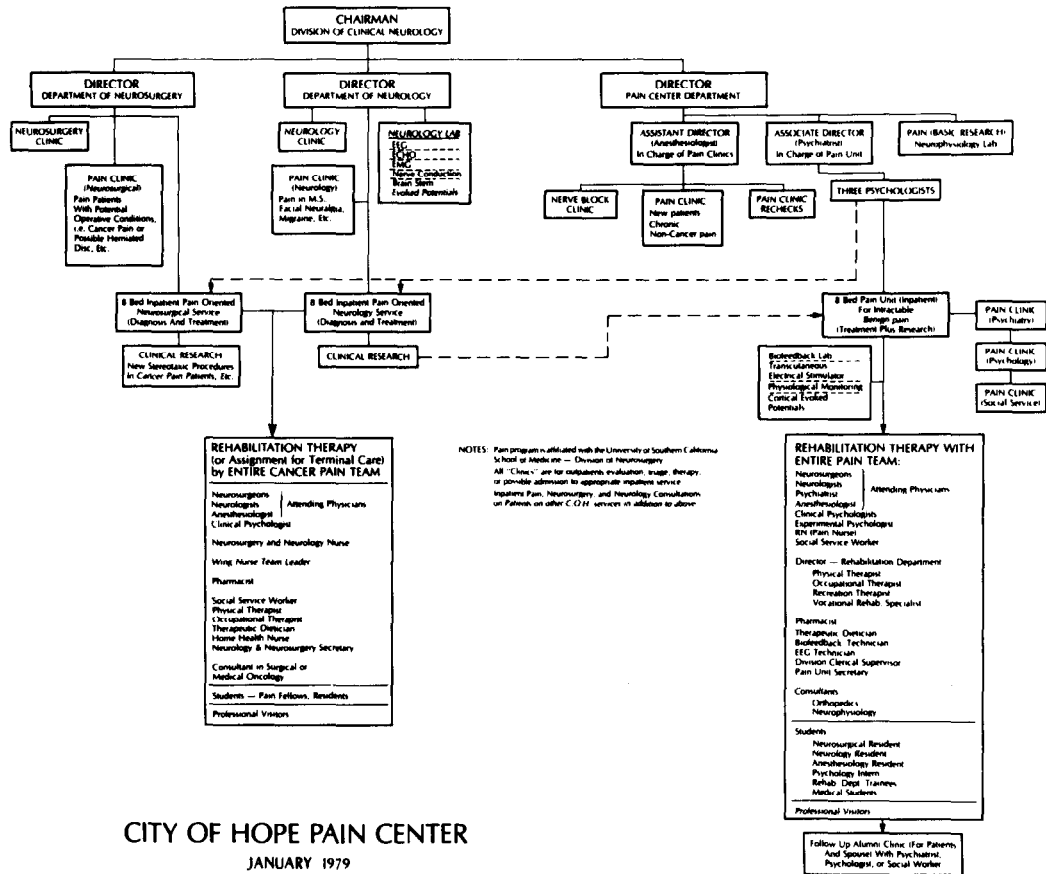 CHAIRMAN
DIVISION OF CLINICAL NEUROLOGY
DIRECTOR
DEPARTMENT OF NEUROSURGERY
DIRECTOR
DEPARTMENT OF NEUROLOGY
DIRECTOR
PAIN CENTER DEPARTMENT
NEUROSURGERY
CLINIC
NEUROLOGY
CLINIC
NEUROLOGY LAB
EEG
ECHO
EMG
Nerve Conduction
Brain Stem
Evoked Potentials
ASSISTANT DIRECTOR
(Anesthesiologist)
In Charge of Pain Clinics
ASSOCIATE DIRECTOR
(Psychiatrist)
In Charge of Pain Unit
PAIN (BASIC RESEARCH)
Neurophysiology Lab
PAIN CLINIC
(Neurosurgical)
Pain Patients
With Potential
Operative Conditions,
i.e. Cancer Pain or
Possible Herniated
Disc, Etc.
PAIN CLINIC
(Neurology)
Pain in M.S.
Facial Neuralgia,
Migraine, Etc.
NERVE BLOCK
CLINIC
PAIN CLINIC
New patients
Chronic
Non-Cancer pain
PAIN CLINIC
RECHECKS
THREE PSYCHOLOGISTS
8 Bed Inpatient Pain Oriented
Neurosurgical Service
(Diagnosis And Treatment)
8 Bed Inpatient Pain Oriented
Neurology Service
(Diagnosis and Treatment)
8 Bed Pain Unit (Inpatient)
For Intractable
Benign pain
(Treatment Plus Research)
PAIN CLINIC
(Psychiatry)
PAIN CLINIC
(Psychology)
PAIN CLINIC
(Social Service)
CLINICAL RESEARCH
New Stereotaxic Procedures
In Cancer Pain Patients, Etc.
CLINICAL RESEARCH
Biofeedback Lab
Transcutaneous
Electrical Stimulator
Physiological Monitoring
Cortical Evoked
Potentials
REHABILITATION THERAPY
(or Assignment for Terminal Care)
by ENTIRE CANCER PAIN TEAM
Neurosurgeons
Neurologists
Anesthesiologist
Attending Physicians
Clinical Psychologist
Neurosurgery and Neurology Nurse
Wing Nurse Team Leader
Pharmacist
Social Service Worker
Physical Therapist
Occupational Therapist
Therapeutic Dietician
Home Health Nurse
Neurology & Neurosurgery Secretary
Consultant in Surgical or
Medical Oncology
Students — Pain Fellows, Residents
Professional Visitors
NOTES: Pain program is affiliated with the University of Southern California
School of Medicine — Division of Neurosurgery
All "Clinics" are for outpatients evaluation, triage, therapy,
or possible admission to appropriate inpatient service
Inpatient Pain, Neurosurgery, and Neurology Consultations
on Patients on other C.O.H. services in addition to above
REHABILITATION THERAPY WITH
ENTIRE PAIN TEAM:
Neurosurgeons
Neurologists
Psychiatrist
Anesthesiologist
Attending Physicians
Clinical Psychologists
Experimental Psychologist
RN (Pain Nurse)
Social Service Worker
Director — Rehabilitation Department
Physical Therapist
Occupational Therapist
Recreation Therapist
Vocational Rehab. Specialist
Pharmacist
Therapeutic Dietician
Biofeedback Technician
EEG Technician
Division Clerical Supervisor
Pain Unit Secretary
Consultants
Orthopedics
Neurophysiology
Students
Neurosurgical Resident
Neurology Resident
Anesthesiology Resident
Psychology Intern
Rehab Dept. Trainees
Medical Students
Professional Visitors
Follow Up Alumni Clinic (For Patients
And Spouse) With Psychiatrist,
Psychologist, or Social Worker
CITY OF HOPE PAIN CENTER
JANUARY 1979